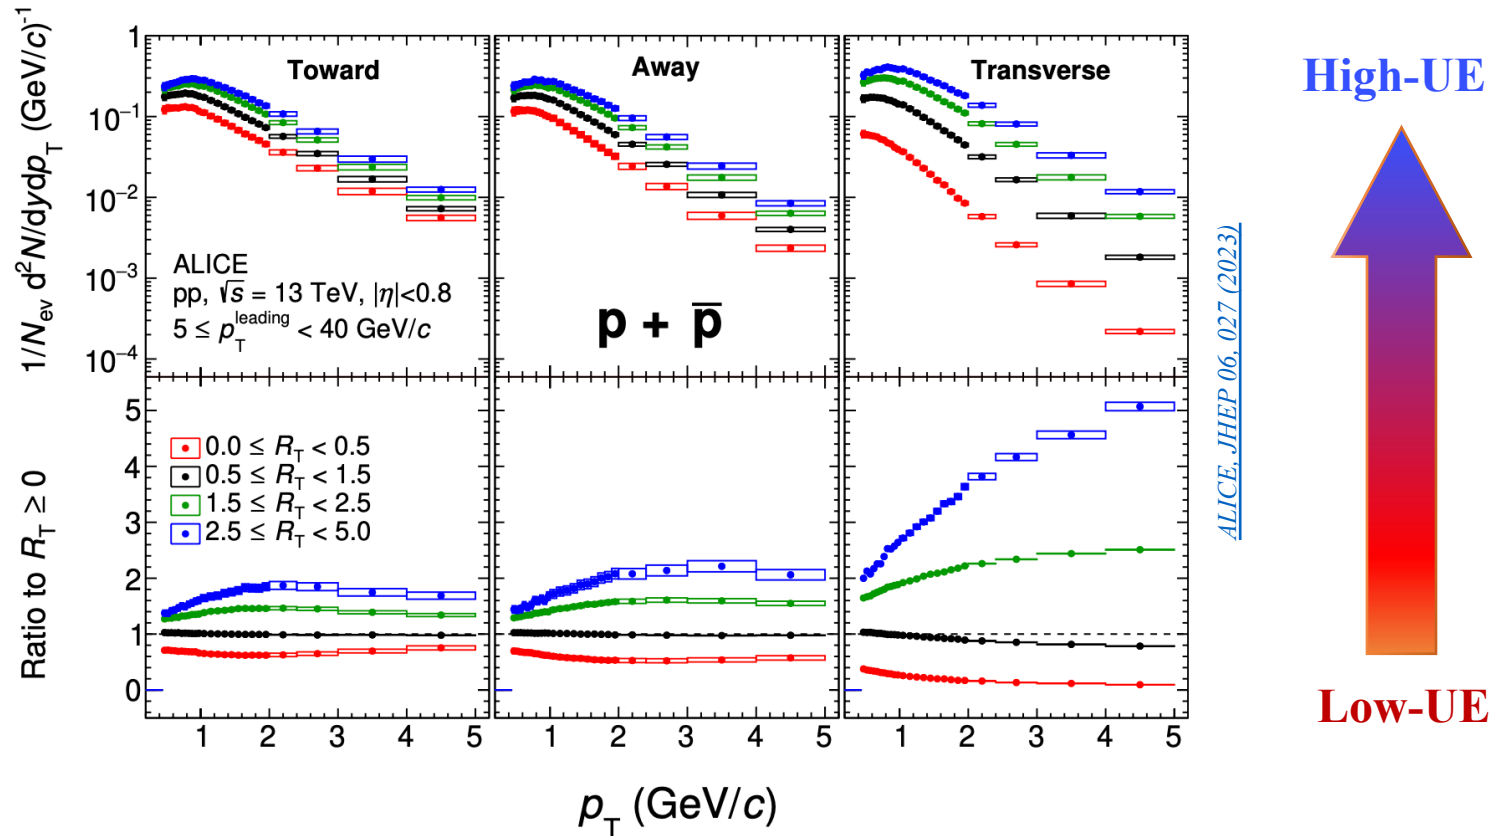 1/N_ev d²N/dydp_T (GeV/c)⁻¹
1
10⁻¹
10⁻²
10⁻³
10⁻⁴
Toward
Away
Transverse
ALICE
pp, √s = 13 TeV, |η|<0.8
5 ≤ p_T^leading < 40 GeV/c
p + p̅
Ratio to R_T ≥ 0
5
4
3
2
1
0
0.0 ≤ R_T < 0.5
0.5 ≤ R_T < 1.5
1.5 ≤ R_T < 2.5
2.5 ≤ R_T < 5.0
1 2 3 4 5
1 2 3 4 5
1 2 3 4 5
p_T (GeV/c)
ALICE, JHEP 06, 027 (2023)
High-UE
Low-UE